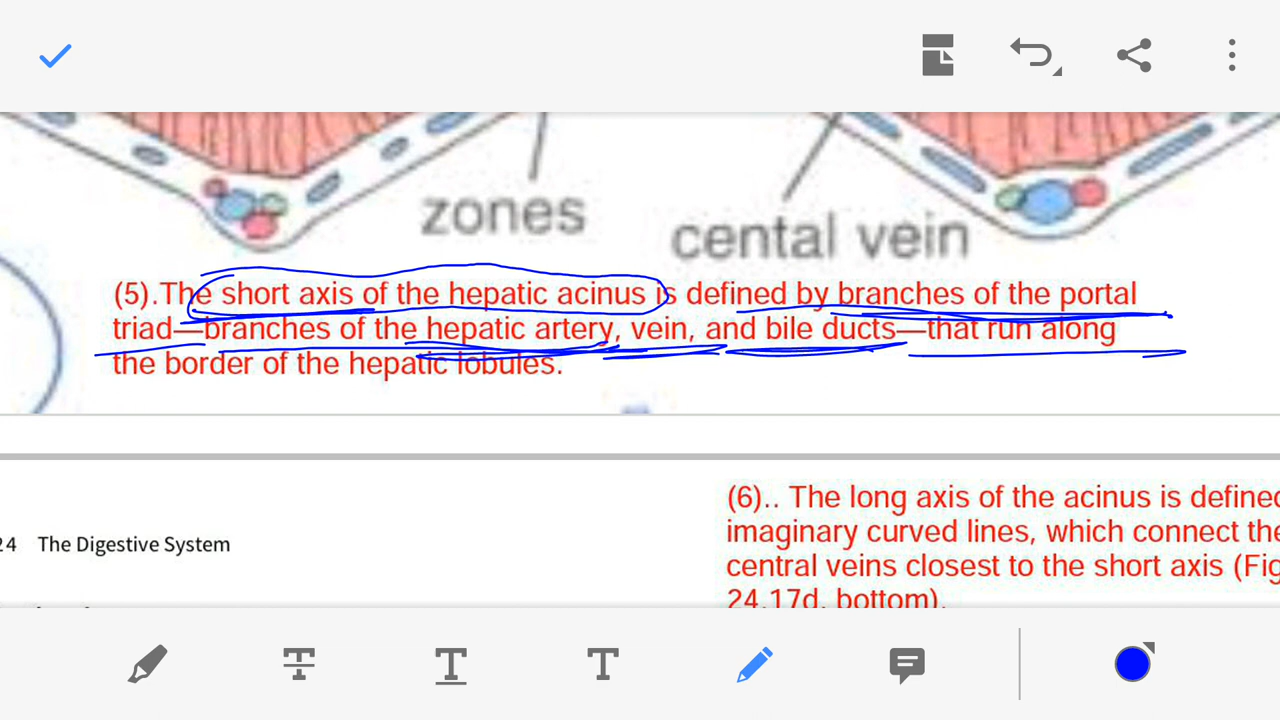 zones
cental vein
(5).The short axis of the hepatic acinus is defined by branches of the portal
triad—branches of the hepatic artery, vein, and bile ducts—that run along
the border of the hepatic lobules.
(6).. The long axis of the acinus is defined
imaginary curved lines, which connect the
central veins closest to the short axis (Fig
24.17d, bottom).
24 The Digestive System